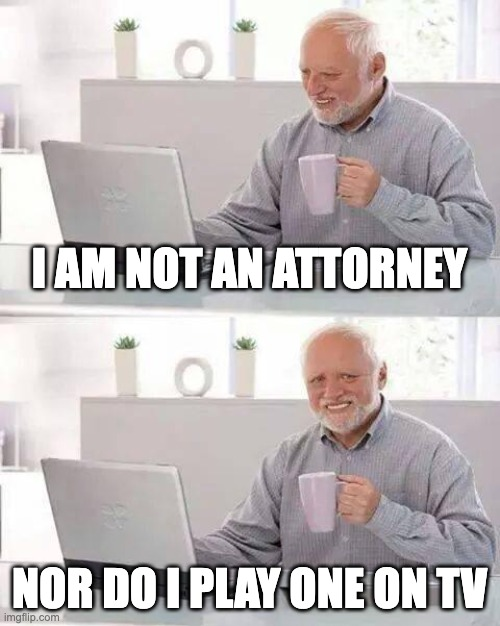 I AM NOT AN ATTORNEY
NOR DO I PLAY ONE ON TV
imgflip.com